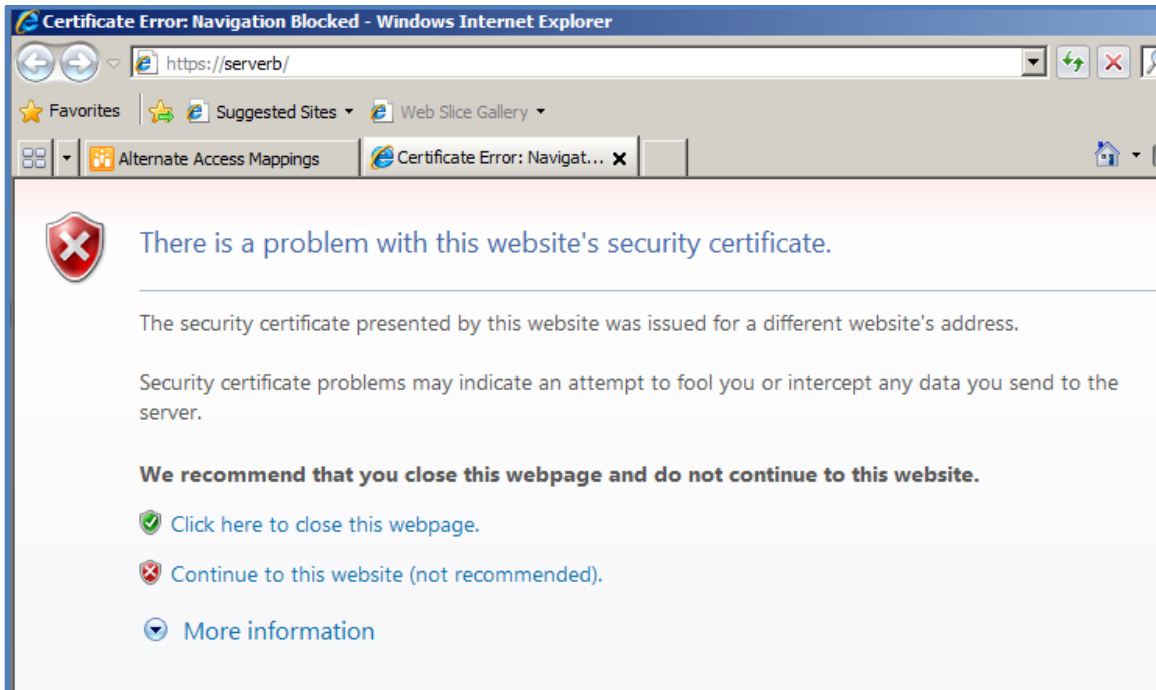 Certificate Error: Navigation Blocked - Windows Internet Explorer
https://serverb/
Favorites Suggested Sites Web Slice Gallery
Alternate Access Mappings Certificate Error: Navigat...
There is a problem with this website's security certificate.
The security certificate presented by this website was issued for a different website's address.
Security certificate problems may indicate an attempt to fool you or intercept any data you send to the
server.
We recommend that you close this webpage and do not continue to this website.
Click here to close this webpage.
Continue to this website (not recommended).
More information